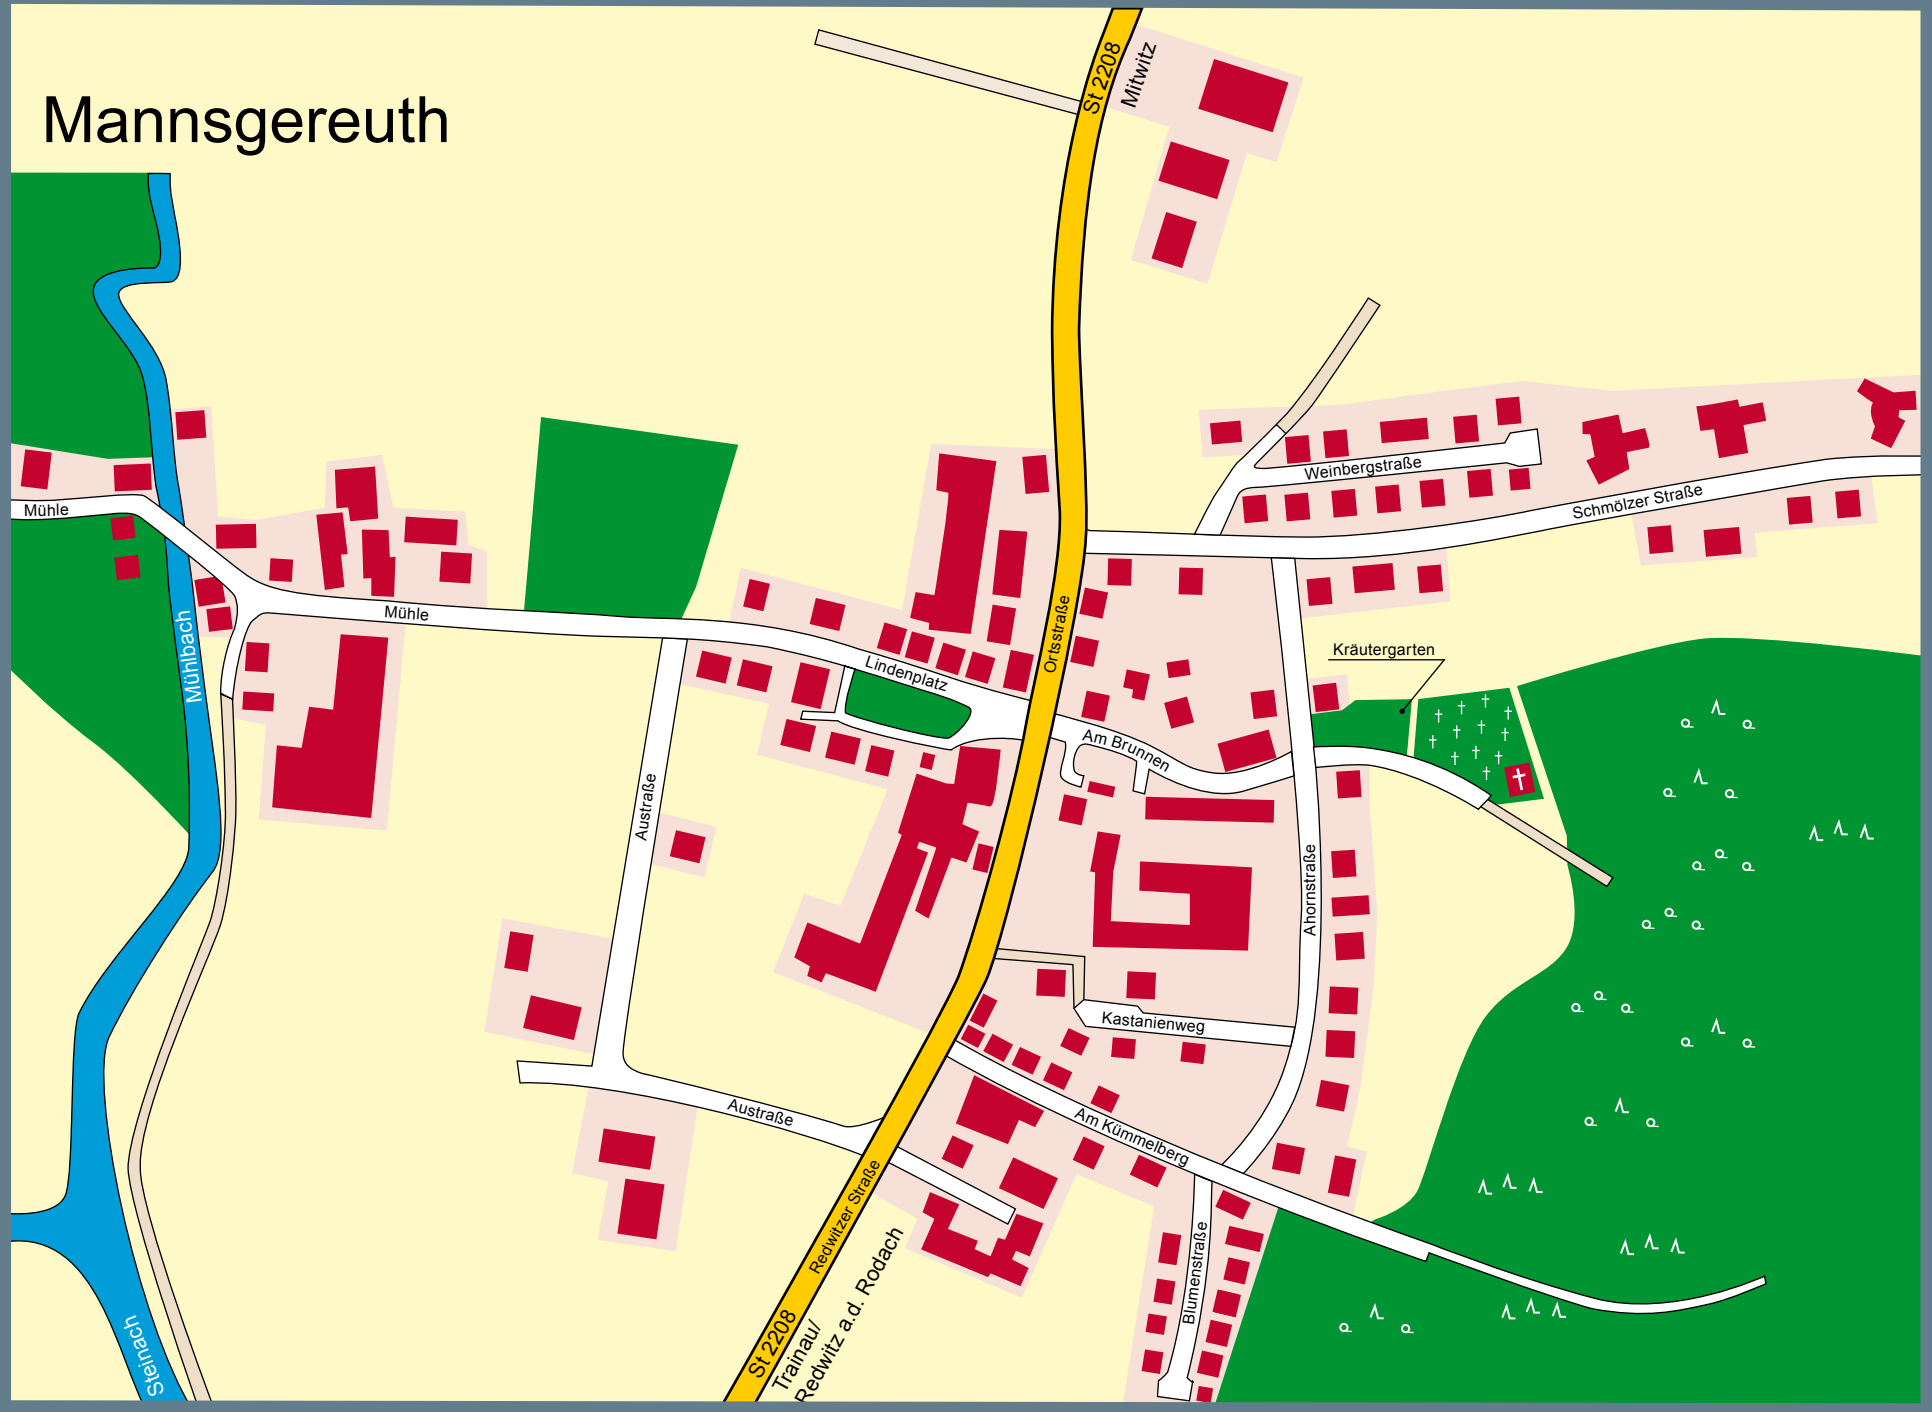 Mannsgereuth
St 2208
Mitwitz
Weinbergstraße
Schmölzer Straße
Mühle
Mühle
Mühlbach
Ortsstraße
Kräutergarten
Lindenplatz
Am Brunnen
Austraße
Ahornstraße
Kastanienweg
Austraße
Am Kümmelberg
Redwitzer Straße
Blumenstraße
St 2208
Trainau/
Redwitz a.d. Rodach
Steinach